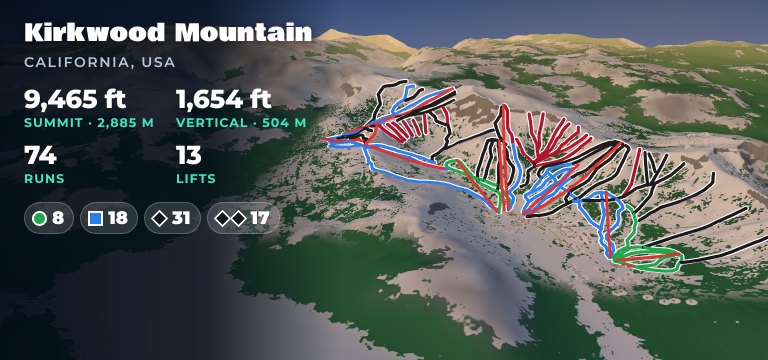 Kirkwood Mountain
CALIFORNIA, USA
9,465 ft 1,654 ft
SUMMIT · 2,885 M VERTICAL · 504 M
74 13
RUNS LIFTS
8 18 31 17